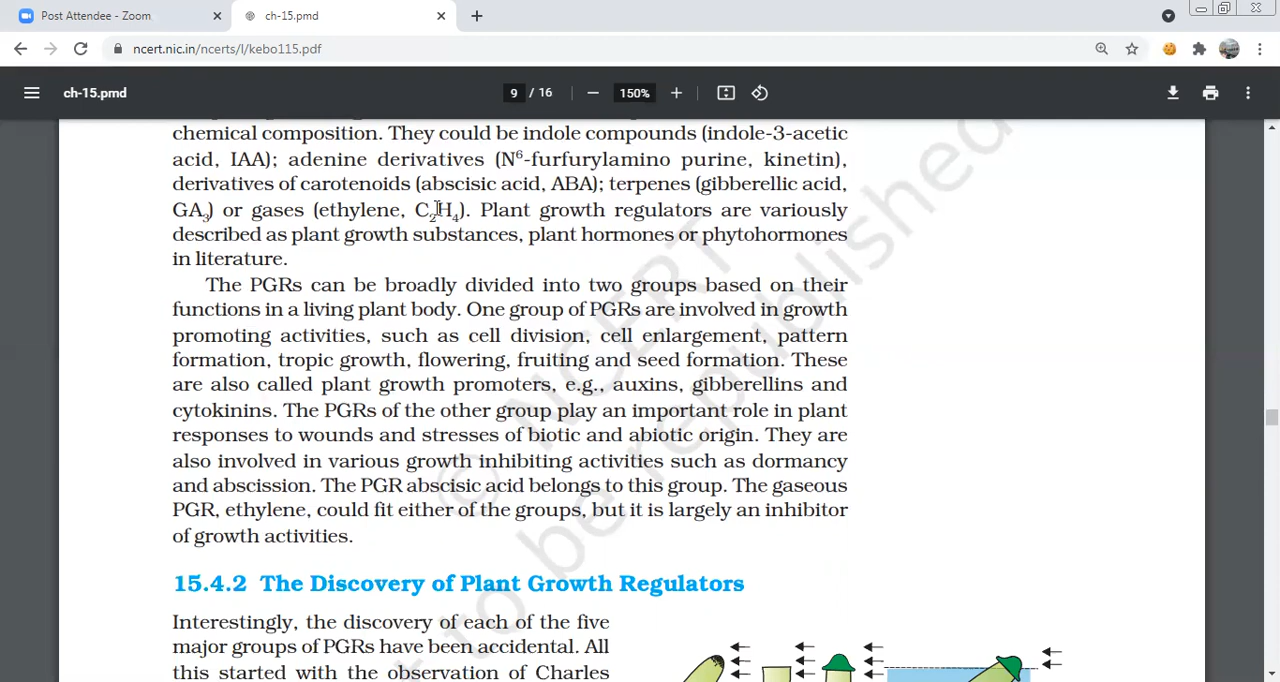 Post Attendee - Zoom
ch-15.pmd
ncert.nic.in/ncerts/l/kebo115.pdf
ch-15.pmd
9 / 16
150%
chemical composition. They could be indole compounds (indole-3-acetic
acid, IAA); adenine derivatives (N⁶-furfurylamino purine, kinetin),
derivatives of carotenoids (abscisic acid, ABA); terpenes (gibberellic acid,
GA₃) or gases (ethylene, C₂H₄). Plant growth regulators are variously
described as plant growth substances, plant hormones or phytohormones
in literature.
The PGRs can be broadly divided into two groups based on their
functions in a living plant body. One group of PGRs are involved in growth
promoting activities, such as cell division, cell enlargement, pattern
formation, tropic growth, flowering, fruiting and seed formation. These
are also called plant growth promoters, e.g., auxins, gibberellins and
cytokinins. The PGRs of the other group play an important role in plant
responses to wounds and stresses of biotic and abiotic origin. They are
also involved in various growth inhibiting activities such as dormancy
and abscission. The PGR abscisic acid belongs to this group. The gaseous
PGR, ethylene, could fit either of the groups, but it is largely an inhibitor
of growth activities.
15.4.2 The Discovery of Plant Growth Regulators
Interestingly, the discovery of each of the five
major groups of PGRs have been accidental. All
this started with the observation of Charles
© NCERT
to be republished